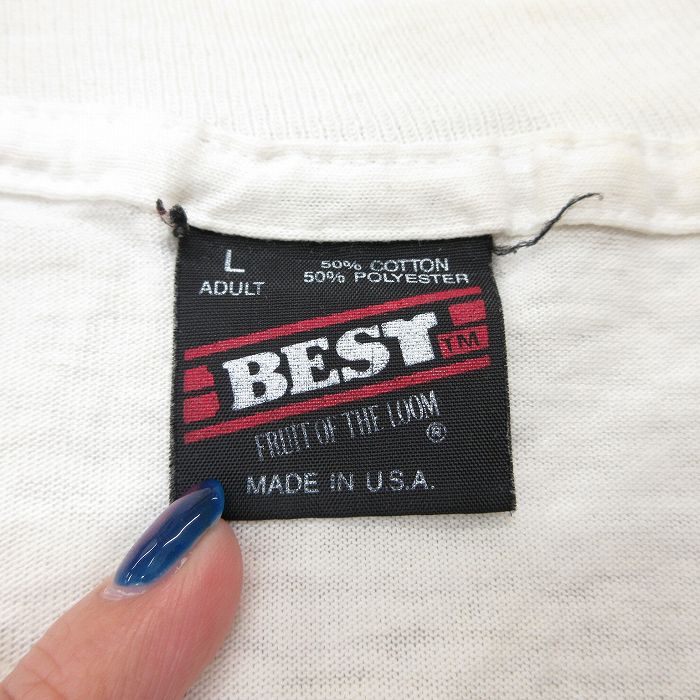 L
ADULT
50% COTTON
50% POLYESTER
BEST TM
FRUIT OF THE LOOM ®
MADE IN U.S.A.